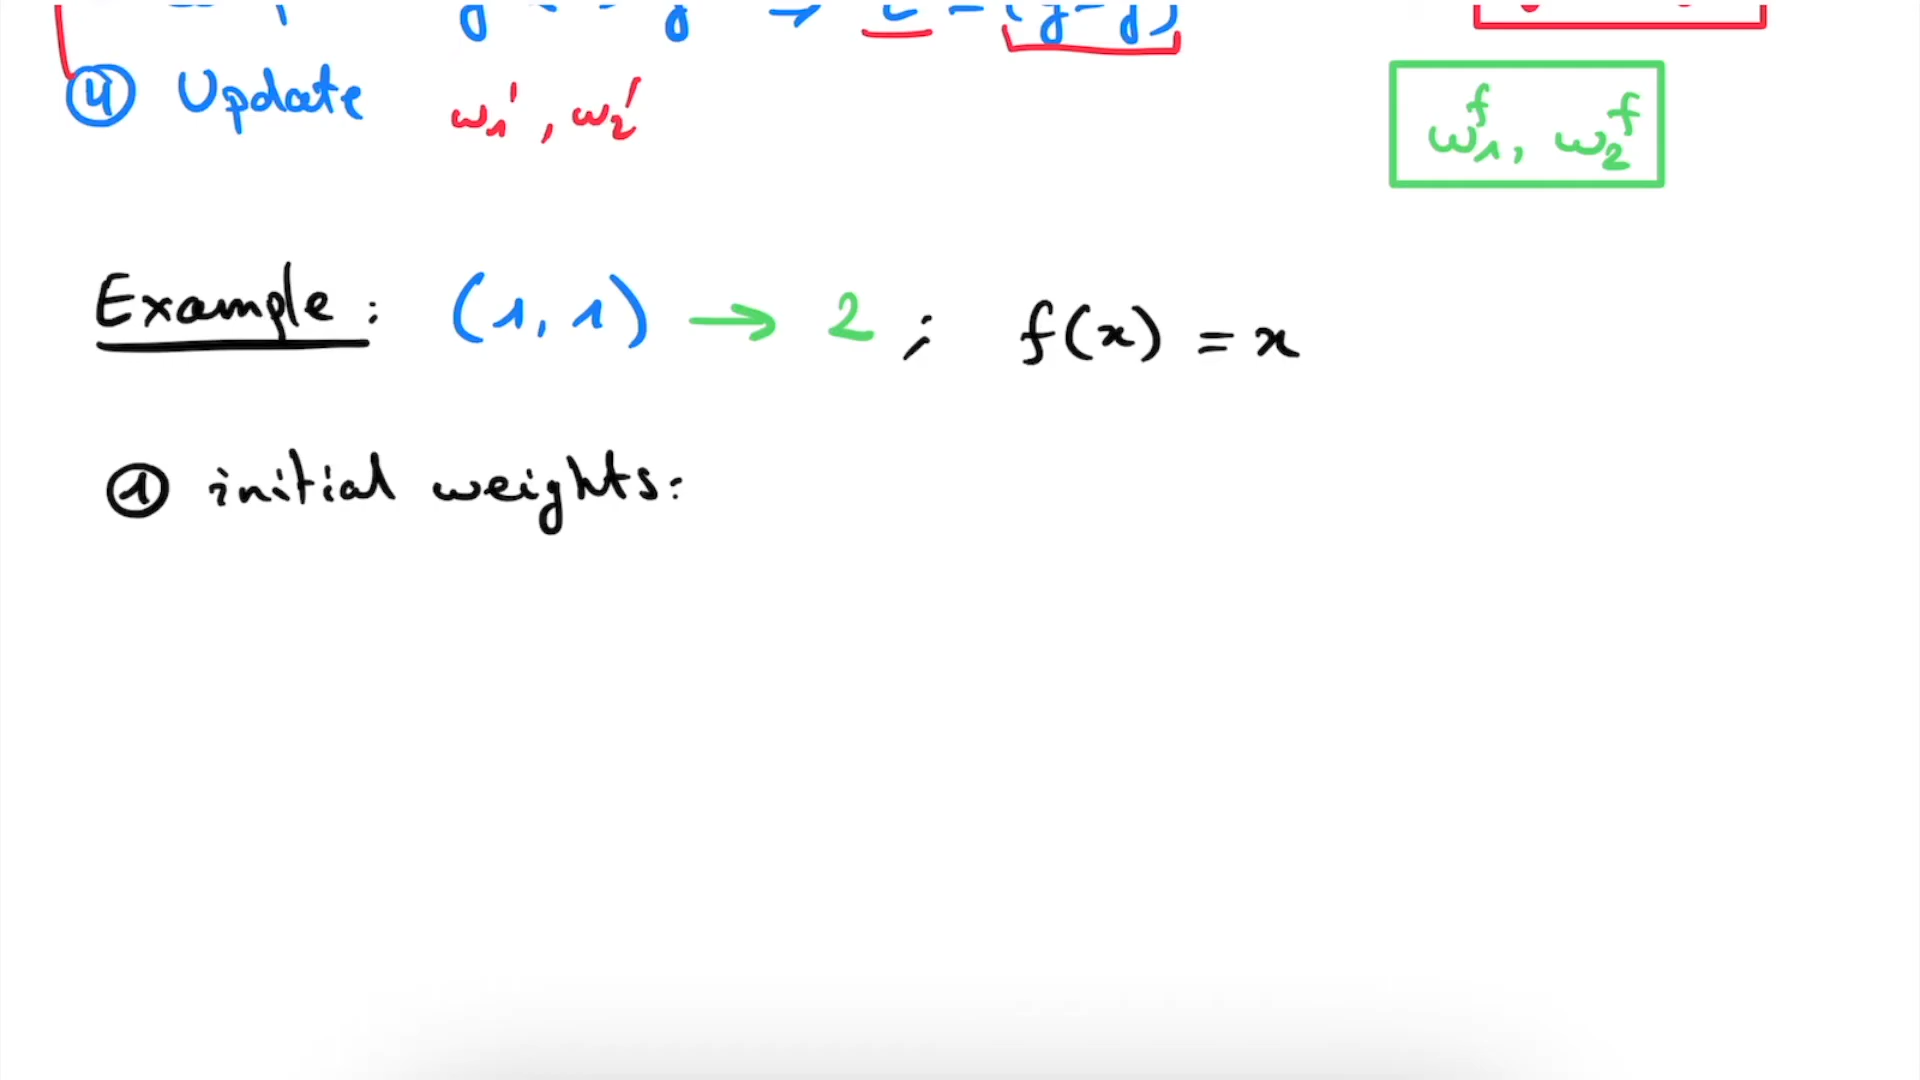 ④ Update w₁', w₂'
w₁ᶠ, w₂ᶠ
Example: (1, 1) → 2 ; f(x) = x
① initial weights: